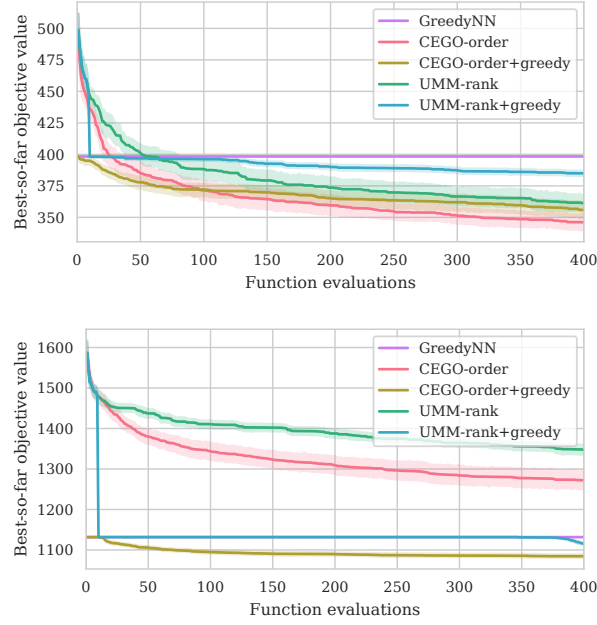 500
475
450
425
400
375
350
Best-so-far objective value
GreedyNN
CEGO-order
CEGO-order+greedy
UMM-rank
UMM-rank+greedy
0 50 100 150 200 250 300 350 400
Function evaluations
1600
1500
1400
1300
1200
1100
Best-so-far objective value
GreedyNN
CEGO-order
CEGO-order+greedy
UMM-rank
UMM-rank+greedy
0 50 100 150 200 250 300 350 400
Function evaluations